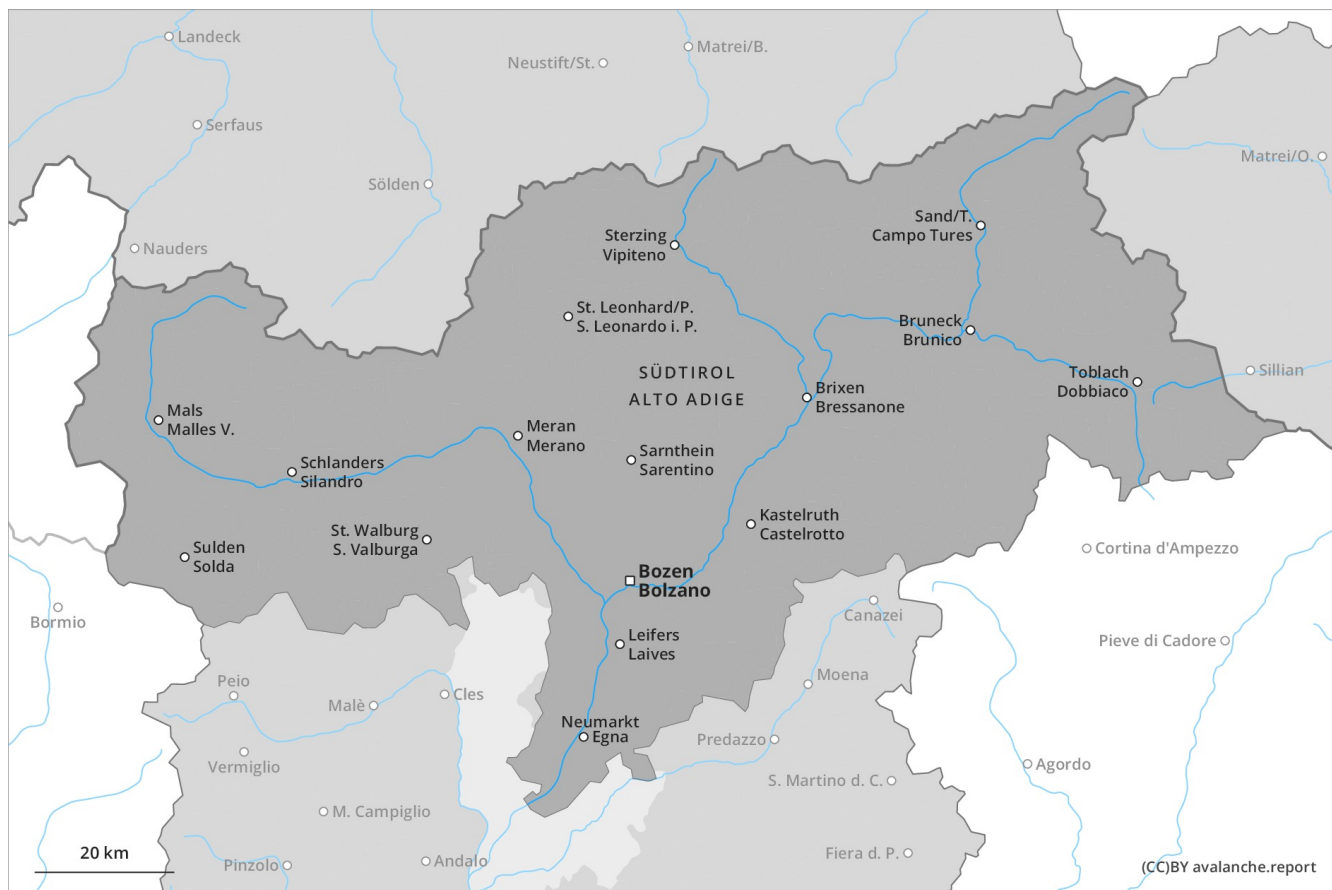 Landeck
Matrei/B.
Neustift/St.
Serfaus
Matrei/O.
Sölden
Sand/T.
Campo Tures
Sterzing
Vipiteno
Nauders
St. Leonhard/P.
S. Leonardo i. P.
Bruneck
Brunico
SÜDTIROL
ALTO ADIGE
Toblach
Dobbiaco
Sillian
Brixen
Bressanone
Mals
Malles V.
Meran
Merano
Sarnthein
Sarentino
Schlanders
Silandro
Kastelruth
Castelrotto
St. Walburg
S. Valburga
Sulden
Solda
Cortina d'Ampezzo
Bozen
Bolzano
Bormio
Canazei
Leifers
Laives
Pieve di Cadore
Moena
Peio
Malè
Cles
Neumarkt
Egna
Predazzo
Vermiglio
S. Martino d. C.
Agordo
M. Campiglio
20 km
Pinzolo
Andalo
Fiera d. P.
(CC)BY avalanche.report